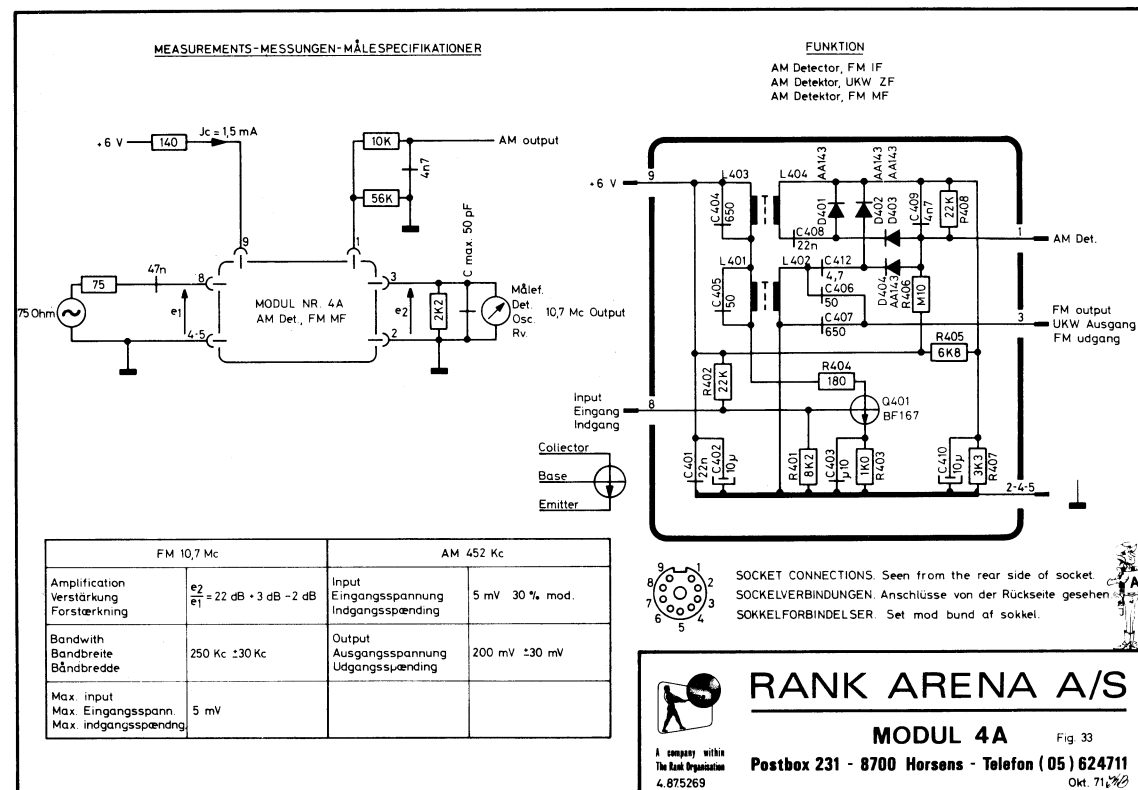 MEASUREMENTS-MESSUNGEN-MÅLESPECIFIKATIONER
+6 V
140
Jc = 1,5 mA
10K
AM output
4n7
56K
C max. 50 pF
9
1
75
47n
8
3
75 Ohm
e1
MODUL NR. 4A
AM Det., FM MF
e2
2K2
Målef.
Det.
Osc.
Rv.
10,7 Mc Output
4-5
2
FUNKTION
AM Detector, FM IF
AM Detektor, UKW ZF
AM Detektor, FM MF
+6 V
9
L403
L404
AA143
AA143
AA143
C404
650
D401
D402
D403
C409
4n7
22K
R408
C408
22n
1
AM Det.
L401
L402
C412
4,7
C405
50
C406
50
D404
AA143
R406
M10
C407
650
3
FM output
UKW Ausgang
FM udgang
R405
6K8
R402
22K
R404
180
Input
Eingang
Indgang
8
Q401
BF167
Collector
Base
Emitter
C401
22n
C402
10µ
R401
8K2
C403
µ10
1K0
R403
C410
10µ
3K3
R407
2-4-5
FM 10,7 Mc
AM 452 Kc
Amplification
Verstärkung
Forstærkning
e2/e1 = 22 dB +3 dB -2 dB
Input
Eingangsspannung
Indgangsspænding
5 mV 30 % mod.
Bandwith
Bandbreite
Båndbredde
250 Kc ±30 Kc
Output
Ausgangsspannung
Udgangsspænding
200 mV ±30 mV
Max. input
Max. Eingangsspann.
Max. indgangsspændng.
5 mV
9
1
8
2
7
3
6
4
5
SOCKET CONNECTIONS. Seen from the rear side of socket.
SOCKELVERBINDUNGEN. Anschlüsse von der Rückseite gesehen.
SOKKELFORBINDELSER. Set mod bund af sokkel.
A
RANK ARENA A/S
MODUL 4A
Fig. 33
A company within
The Rank Organisation
Postbox 231 - 8700 Horsens - Telefon (05) 624711
4.875269
Okt. 71